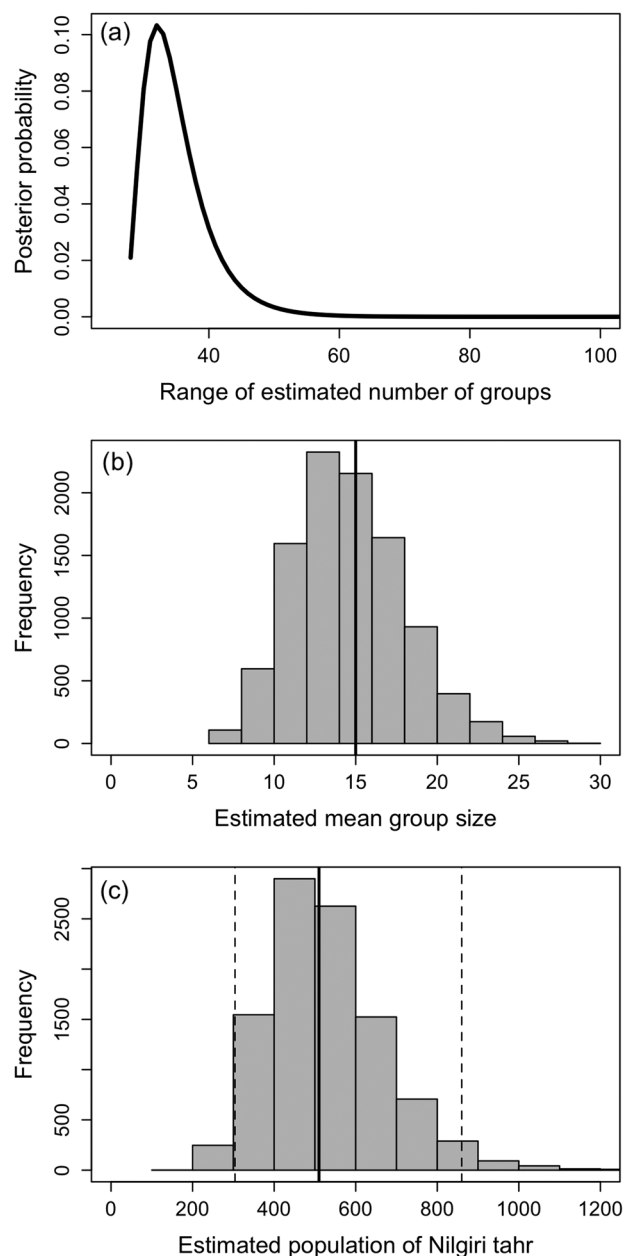 (a)
Posterior probability
0.00 0.02 0.04 0.06 0.08 0.10
40 60 80 100
Range of estimated number of groups
(b)
Frequency
0 500 1000 1500 2000
0 5 10 15 20 25 30
Estimated mean group size
(c)
Frequency
0 500 1500 2500
0 200 400 600 800 1000 1200
Estimated population of Nilgiri tahr